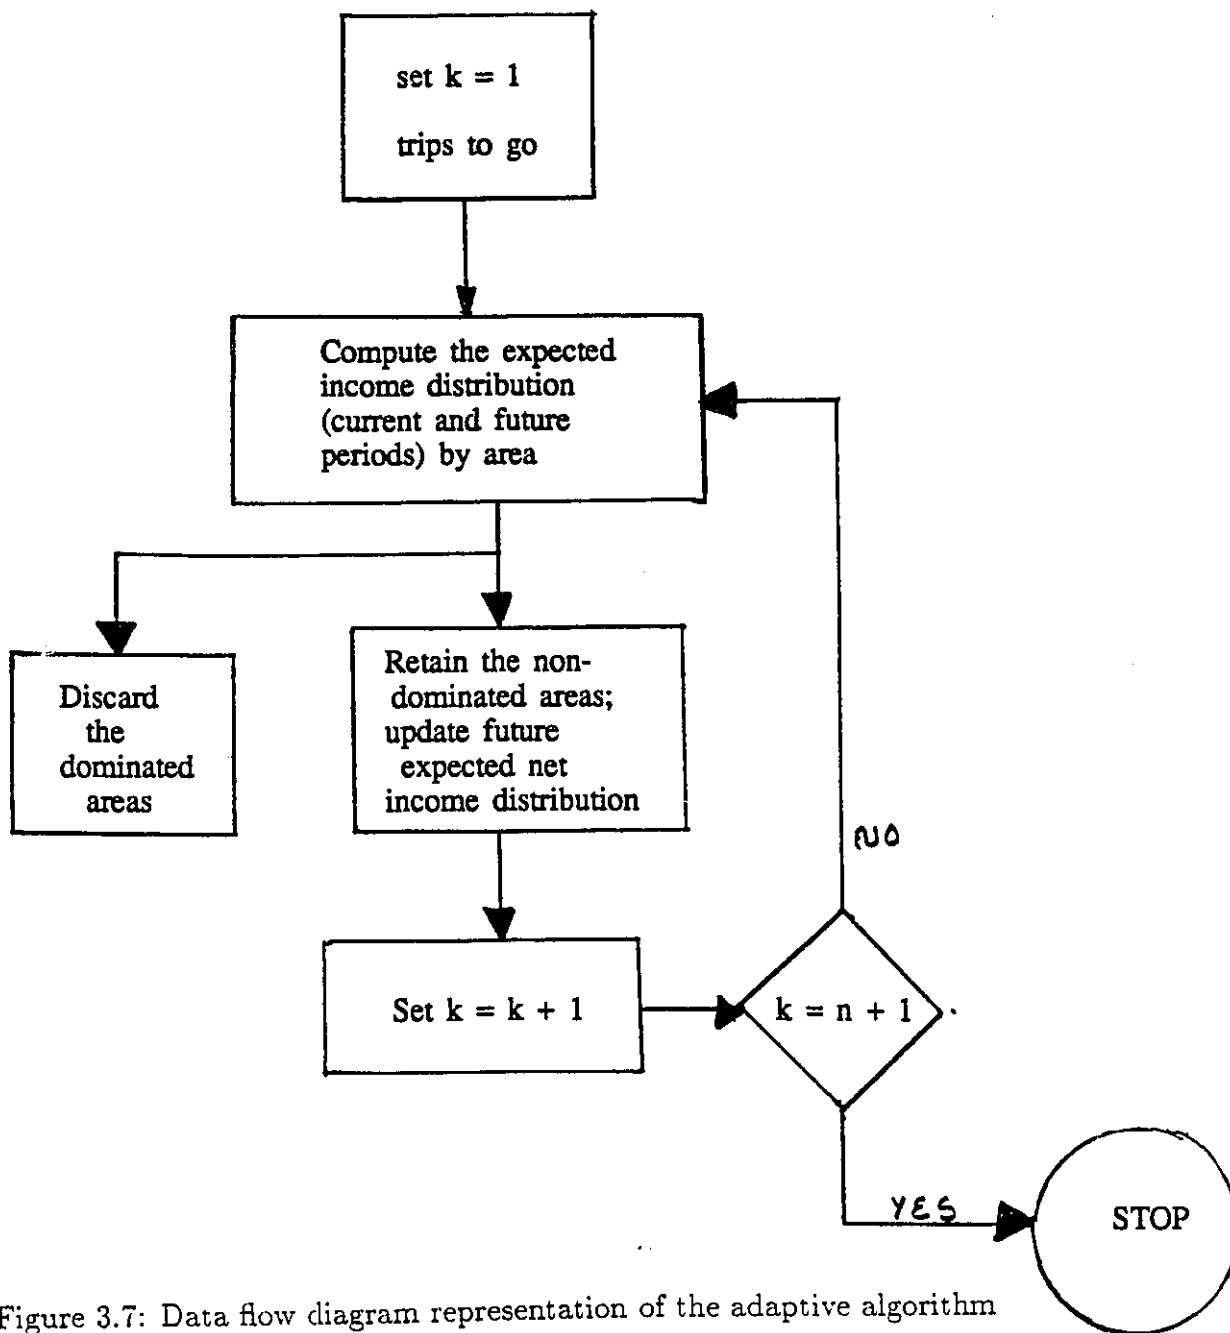 set k = 1
trips to go
Compute the expected
income distribution
(current and future
periods) by area
Discard
the
dominated
areas
Retain the non-
dominated areas;
update future
expected net
income distribution
NO
Set k = k + 1
k = n + 1
YES
STOP
Figure 3.7: Data flow diagram representation of the adaptive algorithm